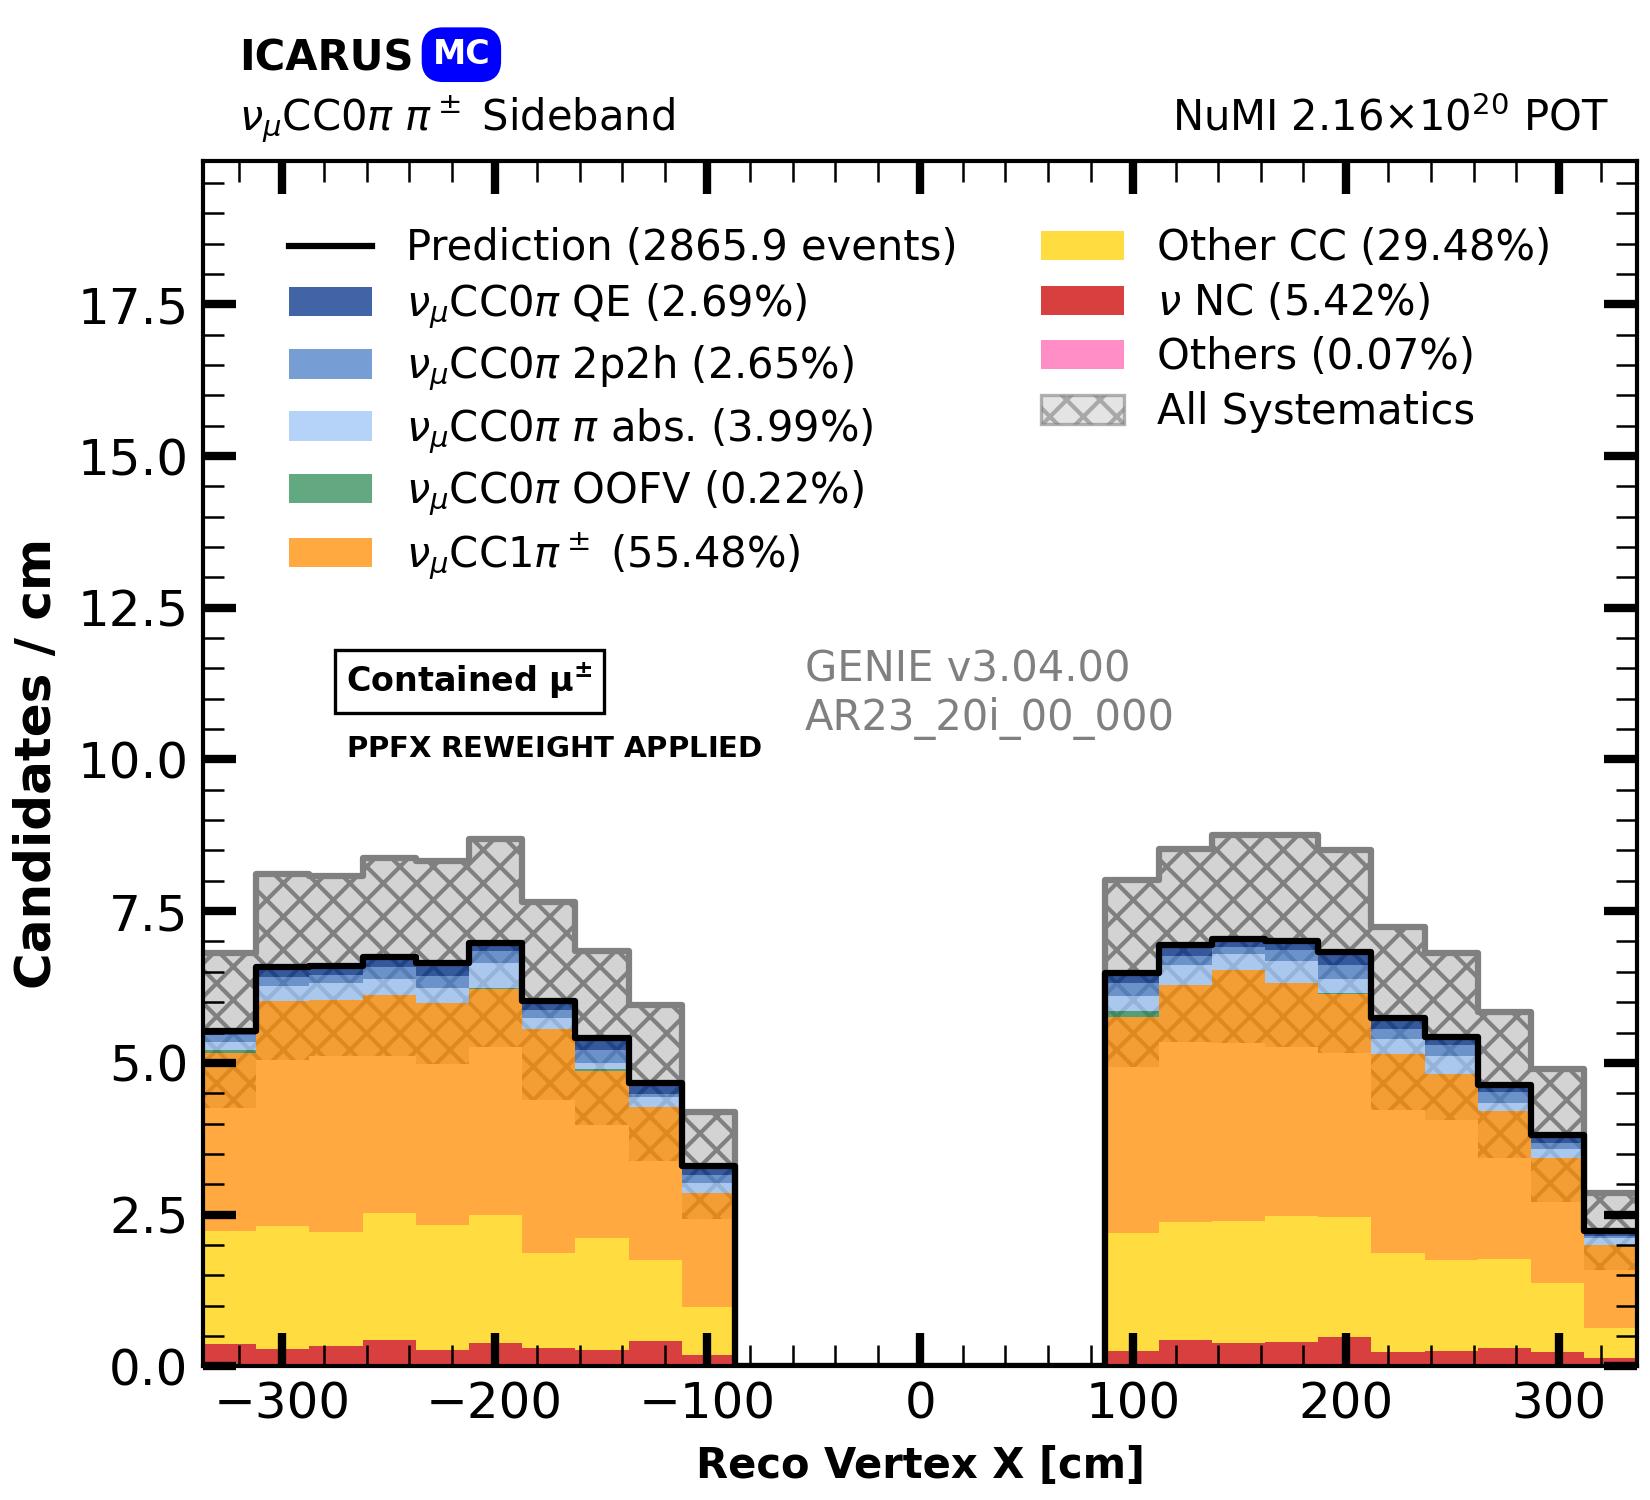 ICARUS MC
νμCC0π π± Sideband
NuMI 2.16×10²⁰ POT
Prediction (2865.9 events)
νμCC0π QE (2.69%)
νμCC0π 2p2h (2.65%)
νμCC0π π abs. (3.99%)
νμCC0π OOFV (0.22%)
νμCC1π± (55.48%)
Other CC (29.48%)
ν NC (5.42%)
Others (0.07%)
All Systematics
Contained μ±
PPFX REWEIGHT APPLIED
GENIE v3.04.00
AR23_20i_00_000
Candidates / cm
17.5
15.0
12.5
10.0
7.5
5.0
2.5
0.0
−300 −200 −100 0 100 200 300
Reco Vertex X [cm]